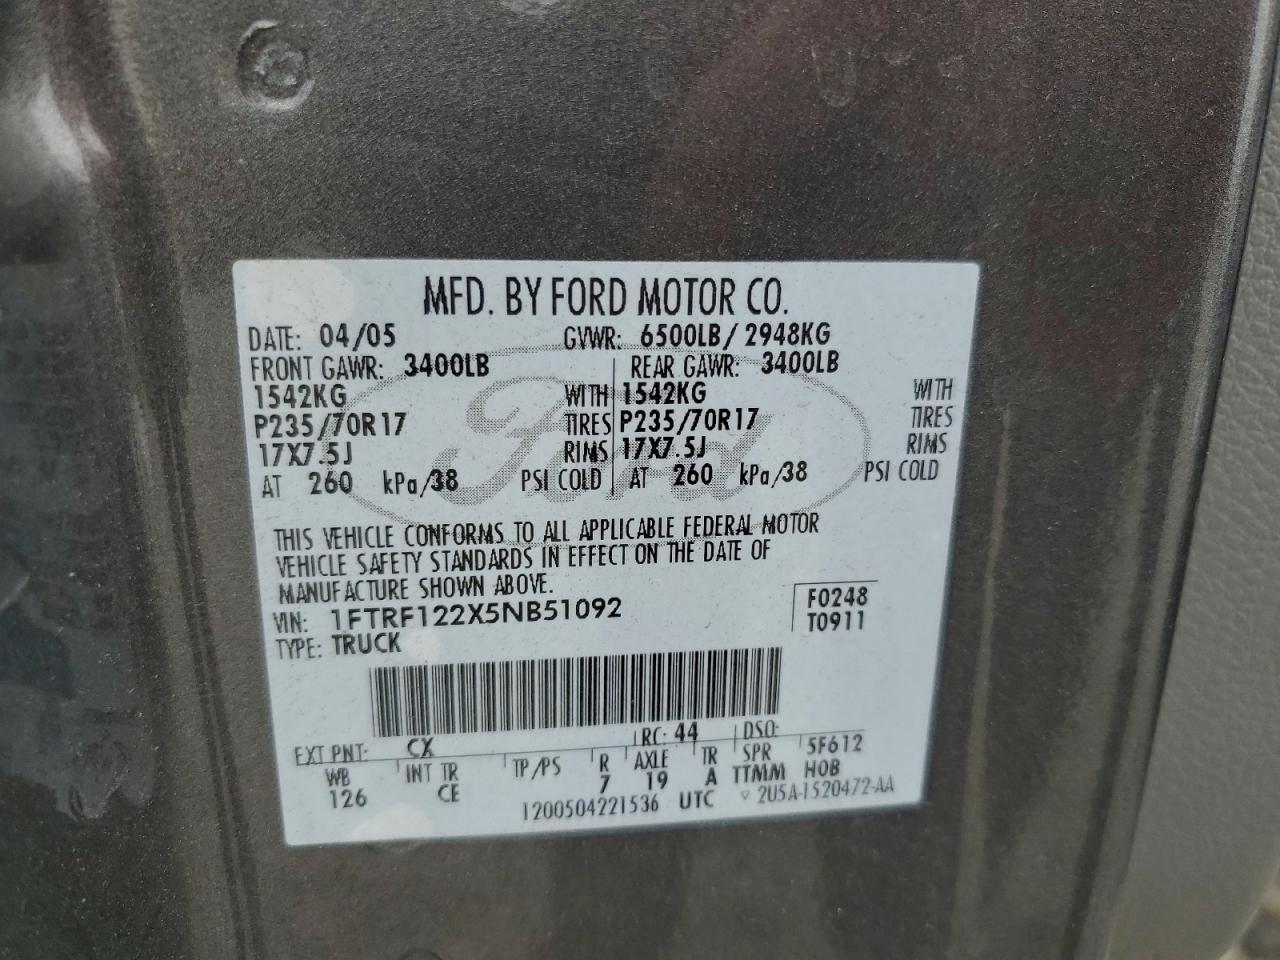 MFD. BY FORD MOTOR CO.
DATE: 04/05 GVWR: 6500LB/ 2948KG
FRONT GAWR: 3400LB REAR GAWR: 3400LB
1542KG WITH 1542KG WITH
P235/70R17 TIRES P235/70R17 TIRES
17X7.5J RIMS 17X7.5J RIMS
AT 260 kPa/38 PSI COLD AT 260 kPa/38 PSI COLD
Ford
THIS VEHICLE CONFORMS TO ALL APPLICABLE FEDERAL MOTOR
VEHICLE SAFETY STANDARDS IN EFFECT ON THE DATE OF
MANUFACTURE SHOWN ABOVE.
VIN: 1FTRF122X5NB51092 F0248
TYPE: TRUCK T0911
EXT PNT: CX RC: 44 DSO:
WB INT TR TP/PS R AXLE TR SPR 5F612
126 CE 7 19 A TTMM HOB
1200504221536 UTC ▽ 2U5A-1520472-AA